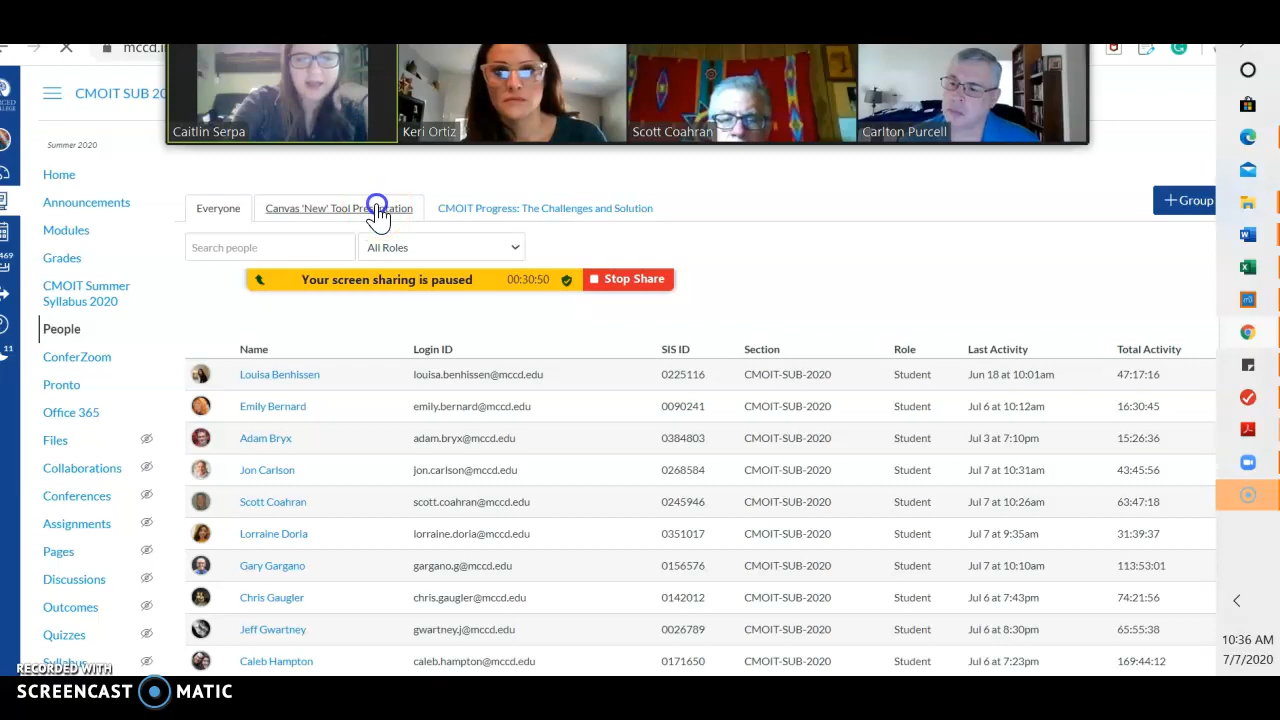 mccd.i
CMOIT SUB 20
Caitlin Serpa
Keri Ortiz
Scott Coahran
Carlton Purcell
Summer 2020
Home
Announcements
Modules
Grades
CMOIT Summer
Syllabus 2020
People
ConferZoom
Pronto
Office 365
Files
Collaborations
Conferences
Assignments
Pages
Discussions
Outcomes
Quizzes
Syllabus
469
11
Everyone
Canvas 'New' Tool Presentation
CMOIT Progress: The Challenges and Solution
+ Group
Search people
All Roles
Your screen sharing is paused 00:30:50 Stop Share
Name Login ID SIS ID Section Role Last Activity Total Activity
Louisa Benhissen louisa.benhissen@mccd.edu 0225116 CMOIT-SUB-2020 Student Jun 18 at 10:01am 47:17:16
Emily Bernard emily.bernard@mccd.edu 0090241 CMOIT-SUB-2020 Student Jul 6 at 10:12am 16:30:45
Adam Bryx adam.bryx@mccd.edu 0384803 CMOIT-SUB-2020 Student Jul 3 at 7:10pm 15:26:36
Jon Carlson jon.carlson@mccd.edu 0268584 CMOIT-SUB-2020 Student Jul 7 at 10:31am 43:45:56
Scott Coahran scott.coahran@mccd.edu 0245946 CMOIT-SUB-2020 Student Jul 7 at 10:26am 63:47:18
Lorraine Dorla lorraine.dorla@mccd.edu 0351017 CMOIT-SUB-2020 Student Jul 7 at 9:35am 31:39:37
Gary Gargano gargano.g@mccd.edu 0156576 CMOIT-SUB-2020 Student Jul 7 at 10:10am 113:53:01
Chris Gaugler chris.gaugler@mccd.edu 0142012 CMOIT-SUB-2020 Student Jul 6 at 7:43pm 74:21:56
Jeff Gwartney gwartney.j@mccd.edu 0026789 CMOIT-SUB-2020 Student Jul 6 at 8:30pm 65:55:38
Caleb Hampton caleb.hampton@mccd.edu 0171650 CMOIT-SUB-2020 Student Jul 6 at 7:23pm 169:44:12
10:36 AM
7/7/2020
RECORDED WITH
SCREENCAST MATIC